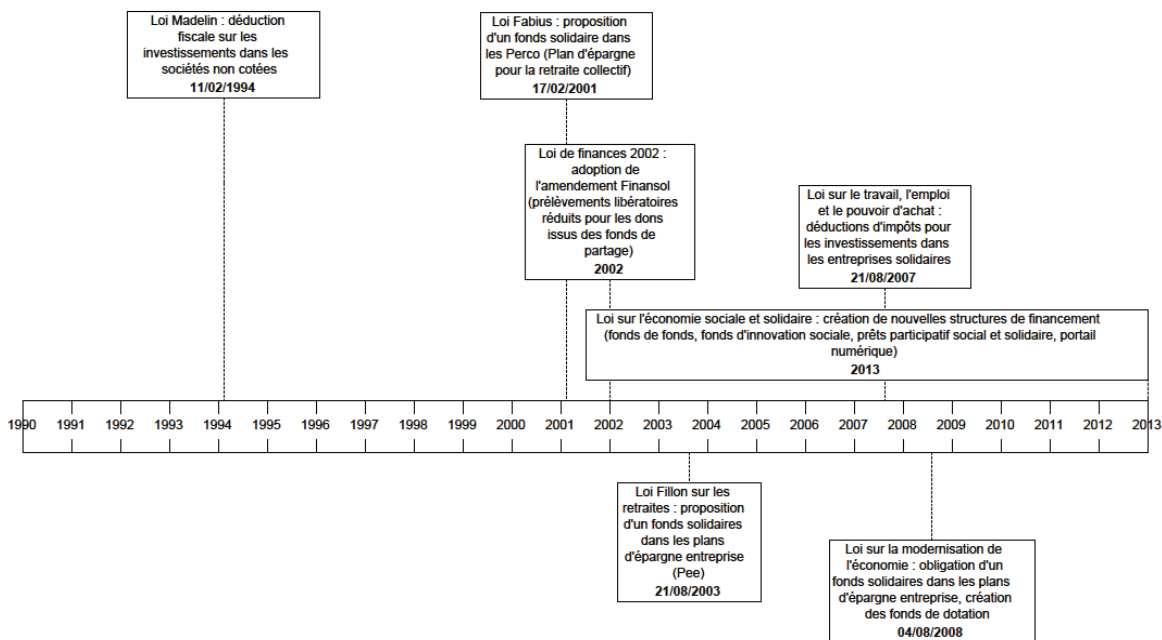 Loi Madelin : déduction
fiscale sur les
investissements dans les
sociétés non cotées
11/02/1994
Loi Fabius : proposition
d'un fonds solidaire dans
les Perco (Plan d'épargne
pour la retraite collectif)
17/02/2001
Loi de finances 2002 :
adoption de
l'amendement Finansol
(prélèvements libératoires
réduits pour les dons
issus des fonds de
partage)
2002
Loi sur le travail, l'emploi
et le pouvoir d'achat :
déductions d'impôts pour
les investissements dans
les entreprises solidaires
21/08/2007
Loi sur l'économie sociale et solidaire : création de nouvelles structures de financement
(fonds de fonds, fonds d'innovation sociale, prêts participatif social et solidaire, portail
numérique)
2013
1990 1991 1992 1993 1994 1995 1996 1997 1998 1999 2000 2001 2002 2003 2004 2005 2006 2007 2008 2009 2010 2011 2012 2013
Loi Fillon sur les
retraites : proposition
d'un fonds solidaires
dans les plans
d'épargne entreprise
(Pee)
21/08/2003
Loi sur la modernisation de
l'économie : obligation d'un
fonds solidaires dans les plans
d'épargne entreprise, création
des fonds de dotation
04/08/2008